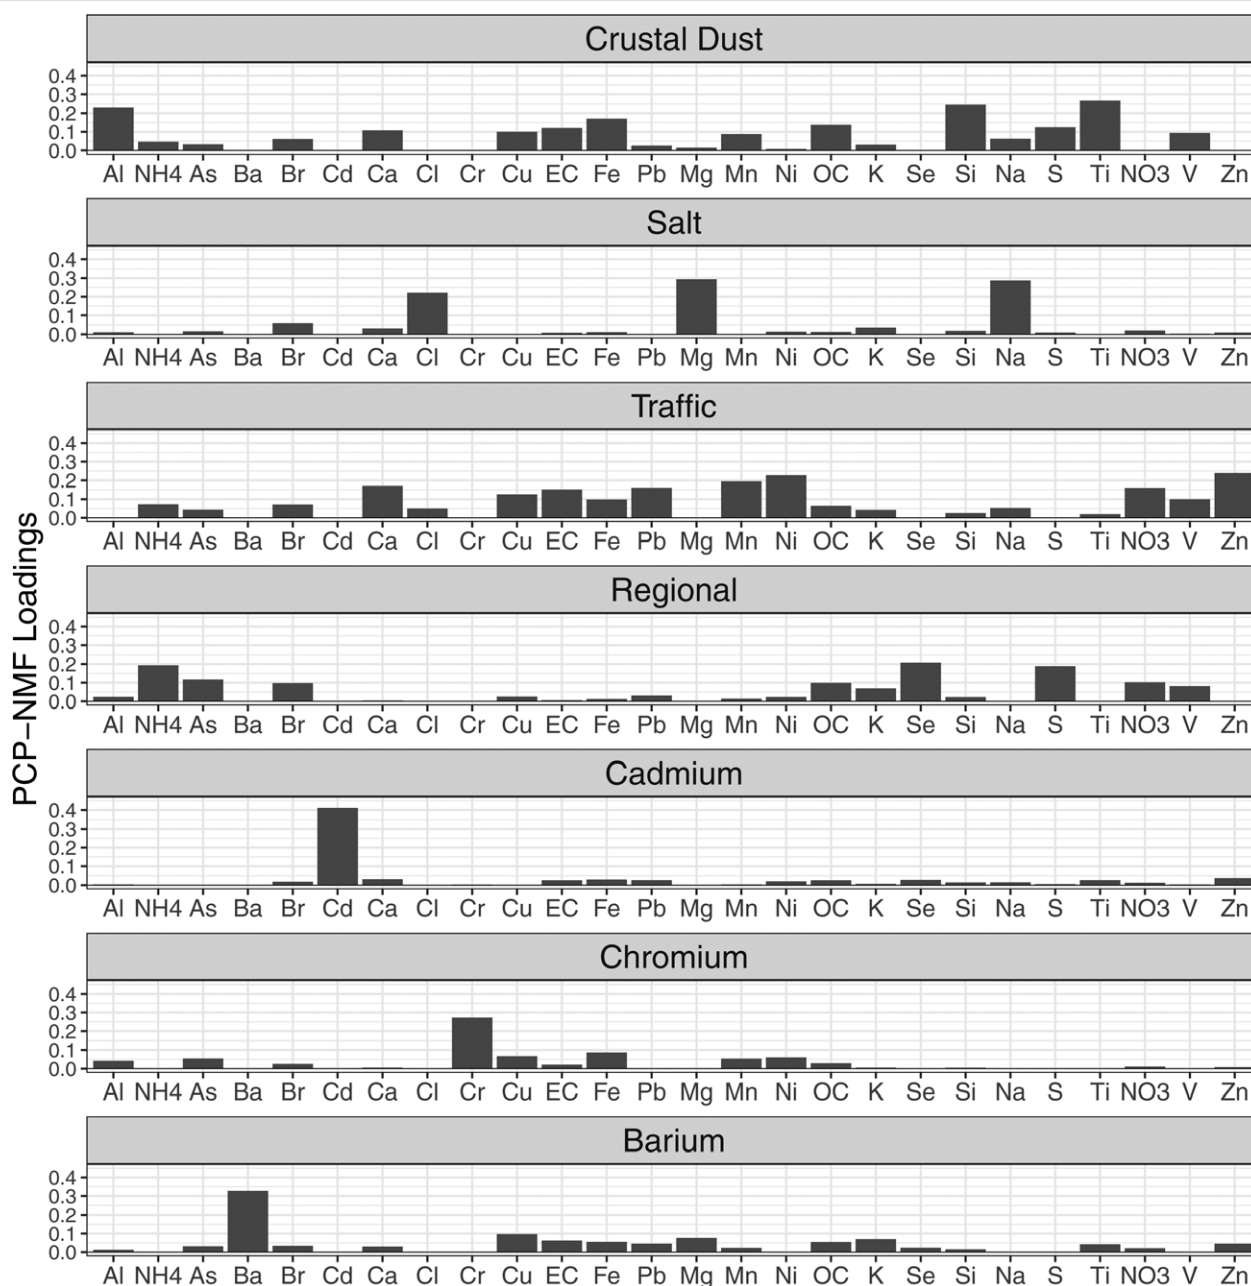 Crustal Dust
0.4
0.3
0.2
0.1
0.0
Al NH4 As Ba Br Cd Ca Cl Cr Cu EC Fe Pb Mg Mn Ni OC K Se Si Na S Ti NO3 V Zn
Salt
0.4
0.3
0.2
0.1
0.0
Al NH4 As Ba Br Cd Ca Cl Cr Cu EC Fe Pb Mg Mn Ni OC K Se Si Na S Ti NO3 V Zn
Traffic
0.4
0.3
0.2
0.1
0.0
Al NH4 As Ba Br Cd Ca Cl Cr Cu EC Fe Pb Mg Mn Ni OC K Se Si Na S Ti NO3 V Zn
PCP–NMF Loadings
Regional
0.4
0.3
0.2
0.1
0.0
Al NH4 As Ba Br Cd Ca Cl Cr Cu EC Fe Pb Mg Mn Ni OC K Se Si Na S Ti NO3 V Zn
Cadmium
0.4
0.3
0.2
0.1
0.0
Al NH4 As Ba Br Cd Ca Cl Cr Cu EC Fe Pb Mg Mn Ni OC K Se Si Na S Ti NO3 V Zn
Chromium
0.4
0.3
0.2
0.1
0.0
Al NH4 As Ba Br Cd Ca Cl Cr Cu EC Fe Pb Mg Mn Ni OC K Se Si Na S Ti NO3 V Zn
Barium
0.4
0.3
0.2
0.1
0.0
Al NH4 As Ba Br Cd Ca Cl Cr Cu EC Fe Pb Mg Mn Ni OC K Se Si Na S Ti NO3 V Zn